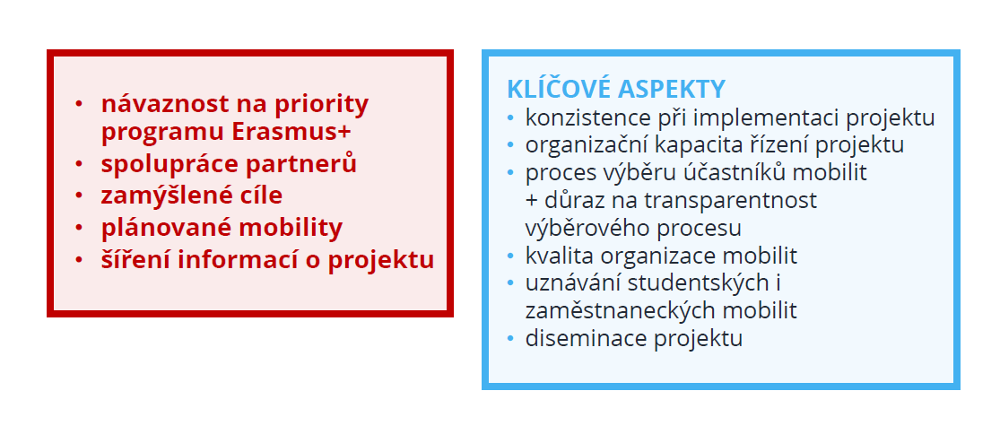 • návaznost na priority
programu Erasmus+
• spolupráce partnerů
• zamýšlené cíle
• plánované mobility
• šíření informací o projektu
KLÍČOVÉ ASPEKTY
• konzistence při implementaci projektu
• organizační kapacita řízení projektu
• proces výběru účastníků mobilit
+ důraz na transparentnost
výběrového procesu
• kvalita organizace mobilit
• uznávání studentských i
zaměstnaneckých mobilit
• diseminace projektu